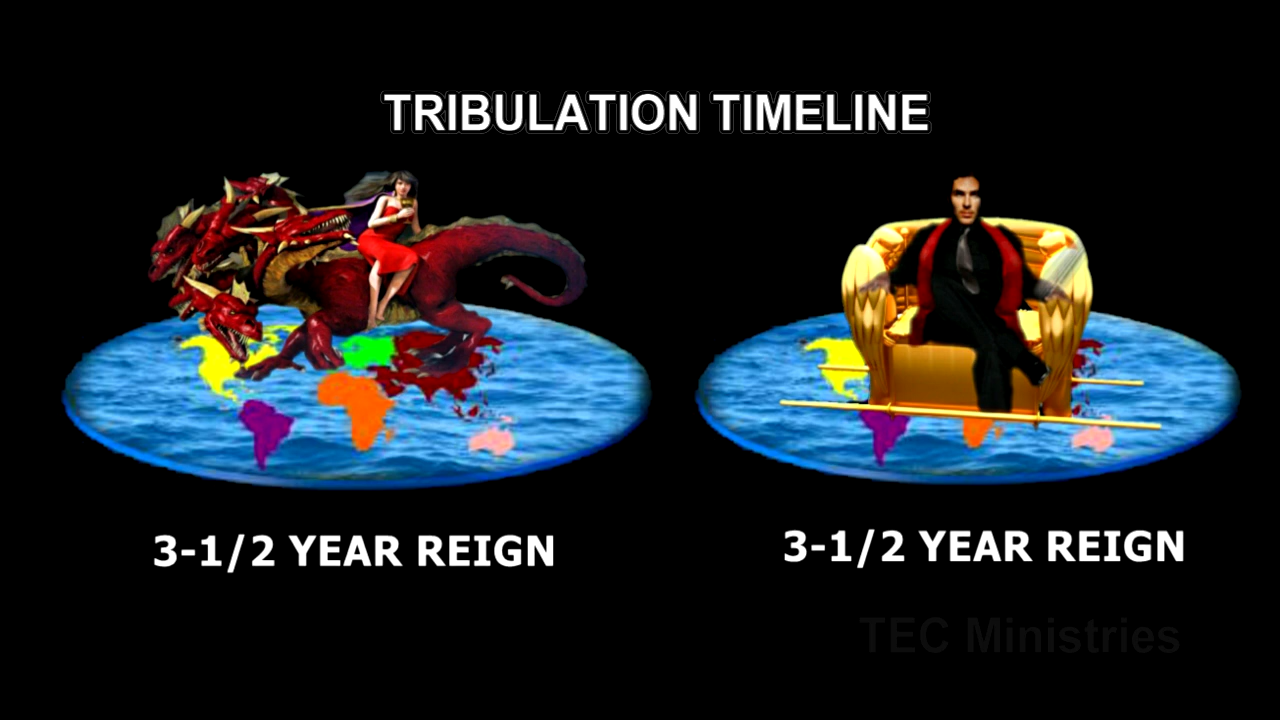 TRIBULATION TIMELINE
3-1/2 YEAR REIGN
3-1/2 YEAR REIGN
TEC Ministries